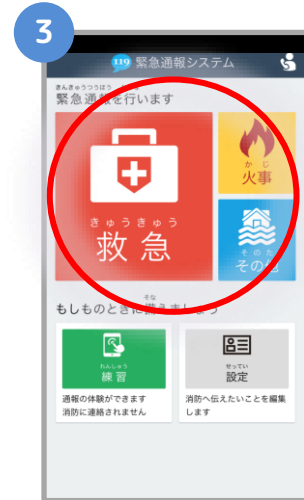 3
119 緊急通報システム
きんきゅうつうほう
緊急通報を行います
きゅうきゅう
救急
かじ
火事
そのた
その他
そな
もしものときに備えましょう
れんしゅう
練習
せってい
設定
通報の体験ができます
消防に連絡されません
消防へ伝えたいことを編集
します